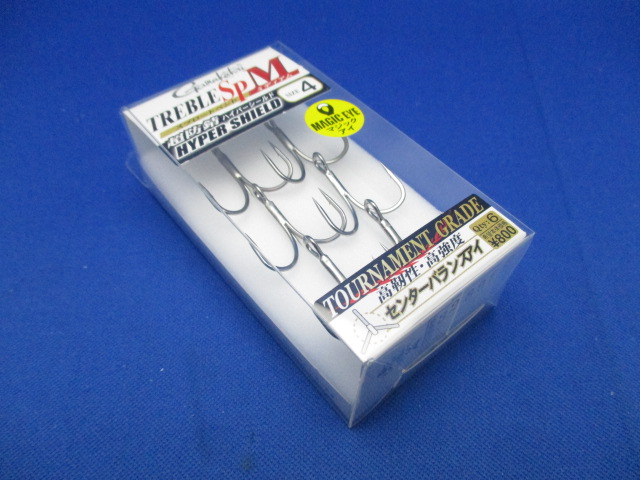 Gamakatsu
TREBLE SP M
SIZE 4
超防錆 ハイパーシールド
HYPER SHIELD
MAGIC EYE
マジック
アイ
TOURNAMENT GRADE
高靭性・高強度
QTY 6
¥800
センターバランスアイ